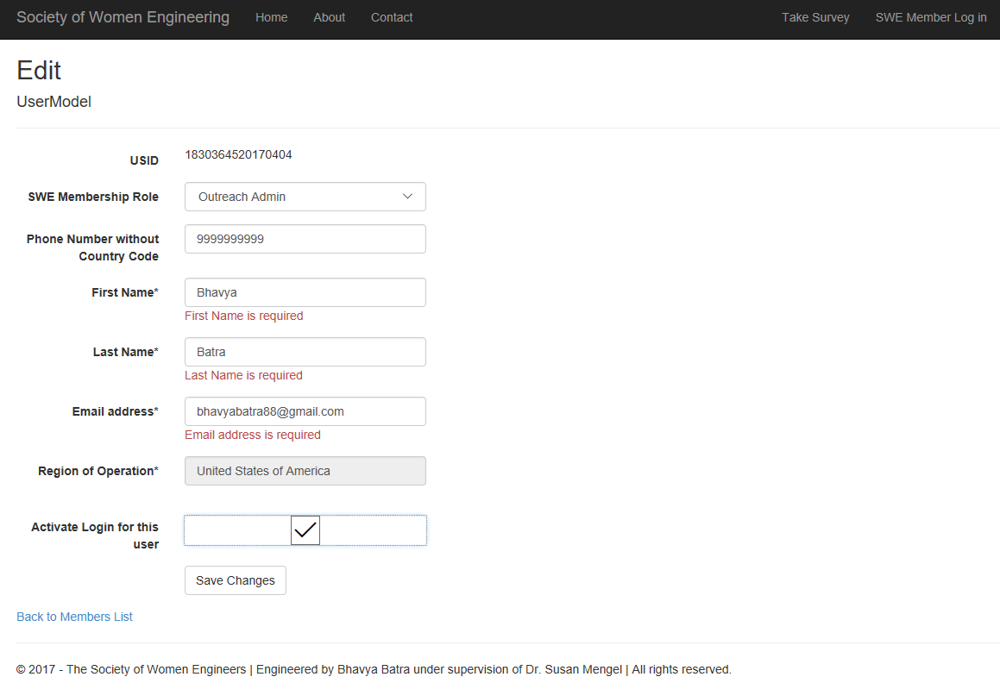 Society of Women Engineering Home About Contact Take Survey SWE Member Log in
Edit
UserModel
USID 1830364520170404
SWE Membership Role Outreach Admin
Phone Number without
Country Code
9999999999
First Name* Bhavya
First Name is required
Last Name* Batra
Last Name is required
Email address* bhavyabatra88@gmail.com
Email address is required
Region of Operation* United States of America
Activate Login for this
user
Save Changes
Back to Members List
© 2017 - The Society of Women Engineers | Engineered by Bhavya Batra under supervision of Dr. Susan Mengel | All rights reserved.